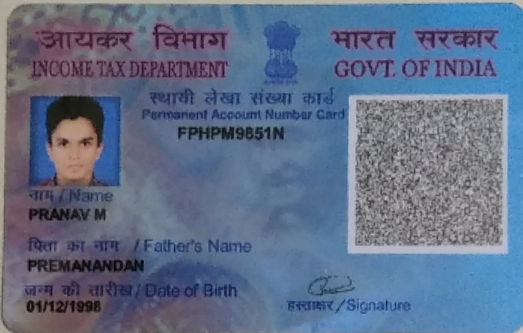 आयकर विभाग
INCOME TAX DEPARTMENT
भारत सरकार
GOVT. OF INDIA
स्थायी लेखा संख्या कार्ड
Permanent Account Number Card
FPHPM9851N
नाम / Name
PRANAV M
पिता का नाम / Father's Name
PREMANANDAN
जन्म की तारीख / Date of Birth
01/12/1998
हस्ताक्षर / Signature